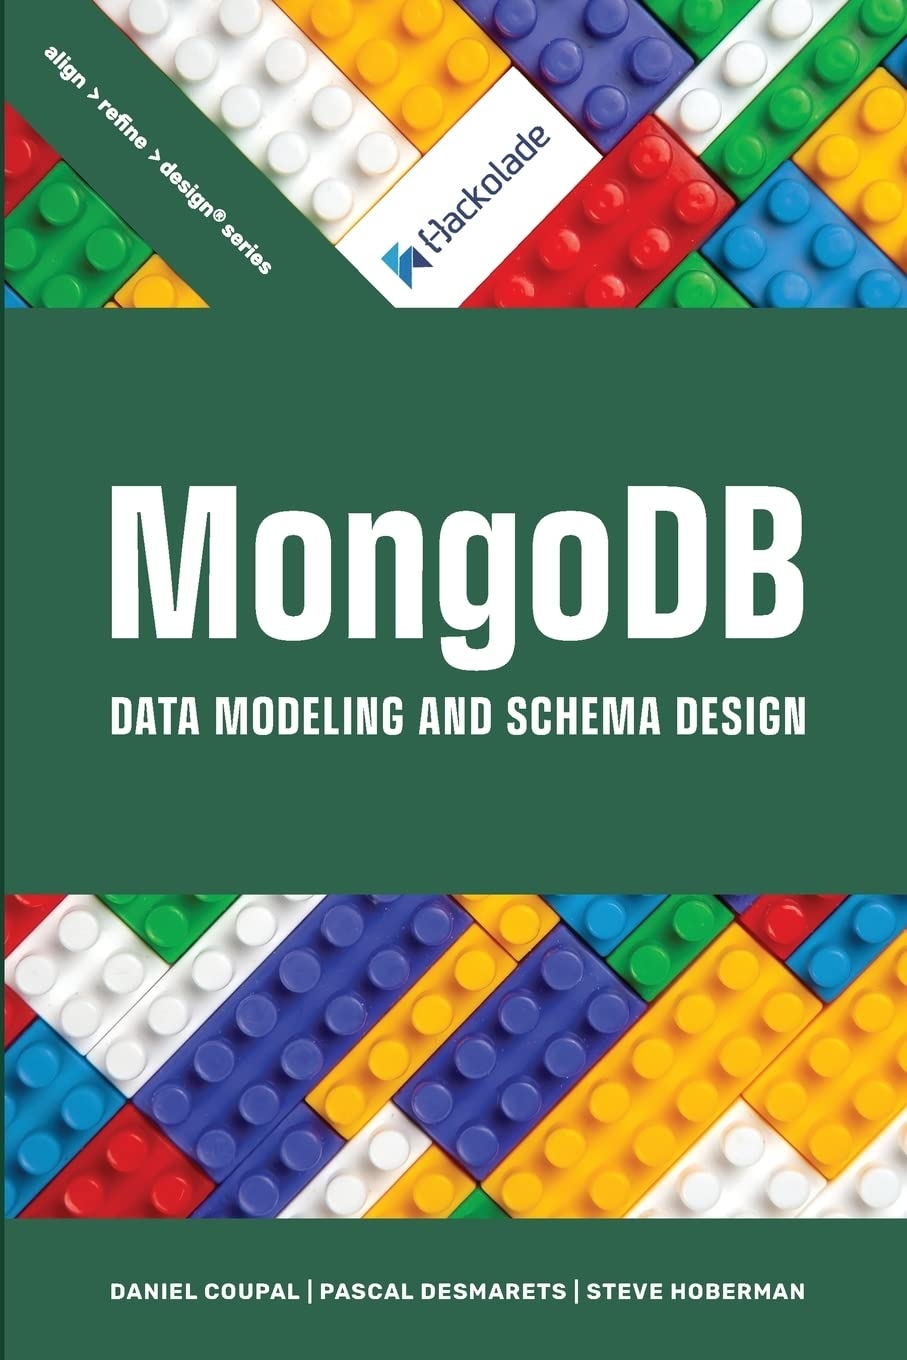 align > refine > design® series
Hackolade
MongoDB
DATA MODELING AND SCHEMA DESIGN
DANIEL COUPAL | PASCAL DESMARETS | STEVE HOBERMAN